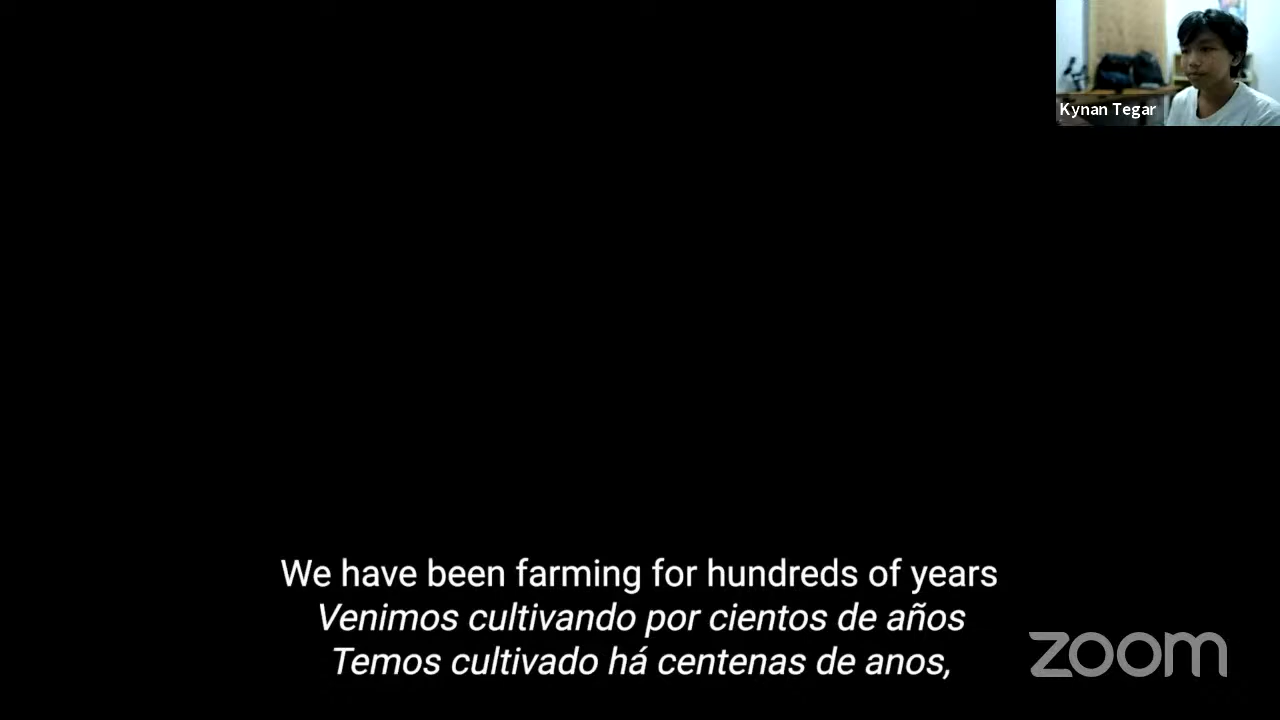 Kynan Tegar
We have been farming for hundreds of years
Venimos cultivando por cientos de años
Temos cultivado há centenas de anos,
zoom